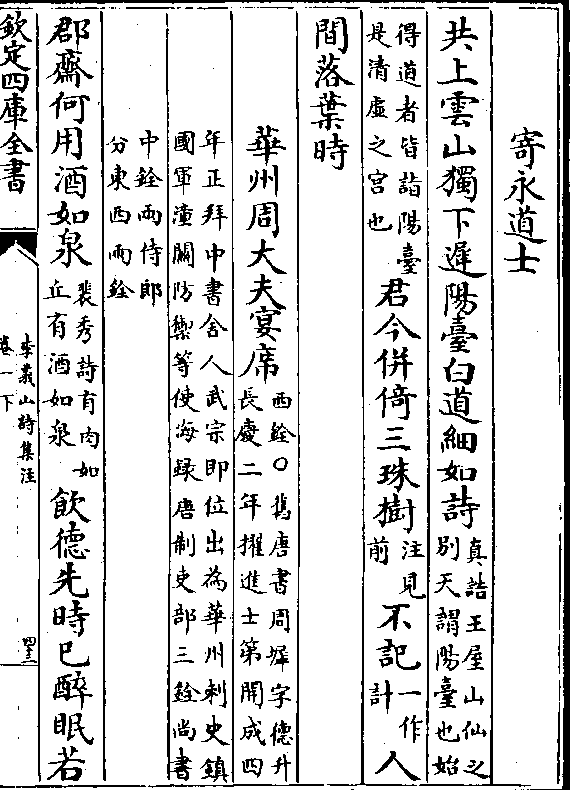 寄永道士
共上雲山獨下遲陽臺白道細如詩真誥王屋山仙之别天謂陽臺也始
得道者皆詣陽臺是清虛之宮也君今併倚三珠樹注見前不記一作計人
間落葉時
華州周大夫宴席西銓○舊唐書周墀字德升長慶二年擢進士第開成四
年正拜中書舍人武宗即位出為華州刺史鎮國軍潼關防禦等使海録唐制吏部三銓尚書
中銓兩侍郎分東西兩銓
郡齋何用酒如泉裴秀詩有肉如丘有酒如泉飲德先時已醉眠若
欽定四庫全書
李義山詩集注
卷一下
四三